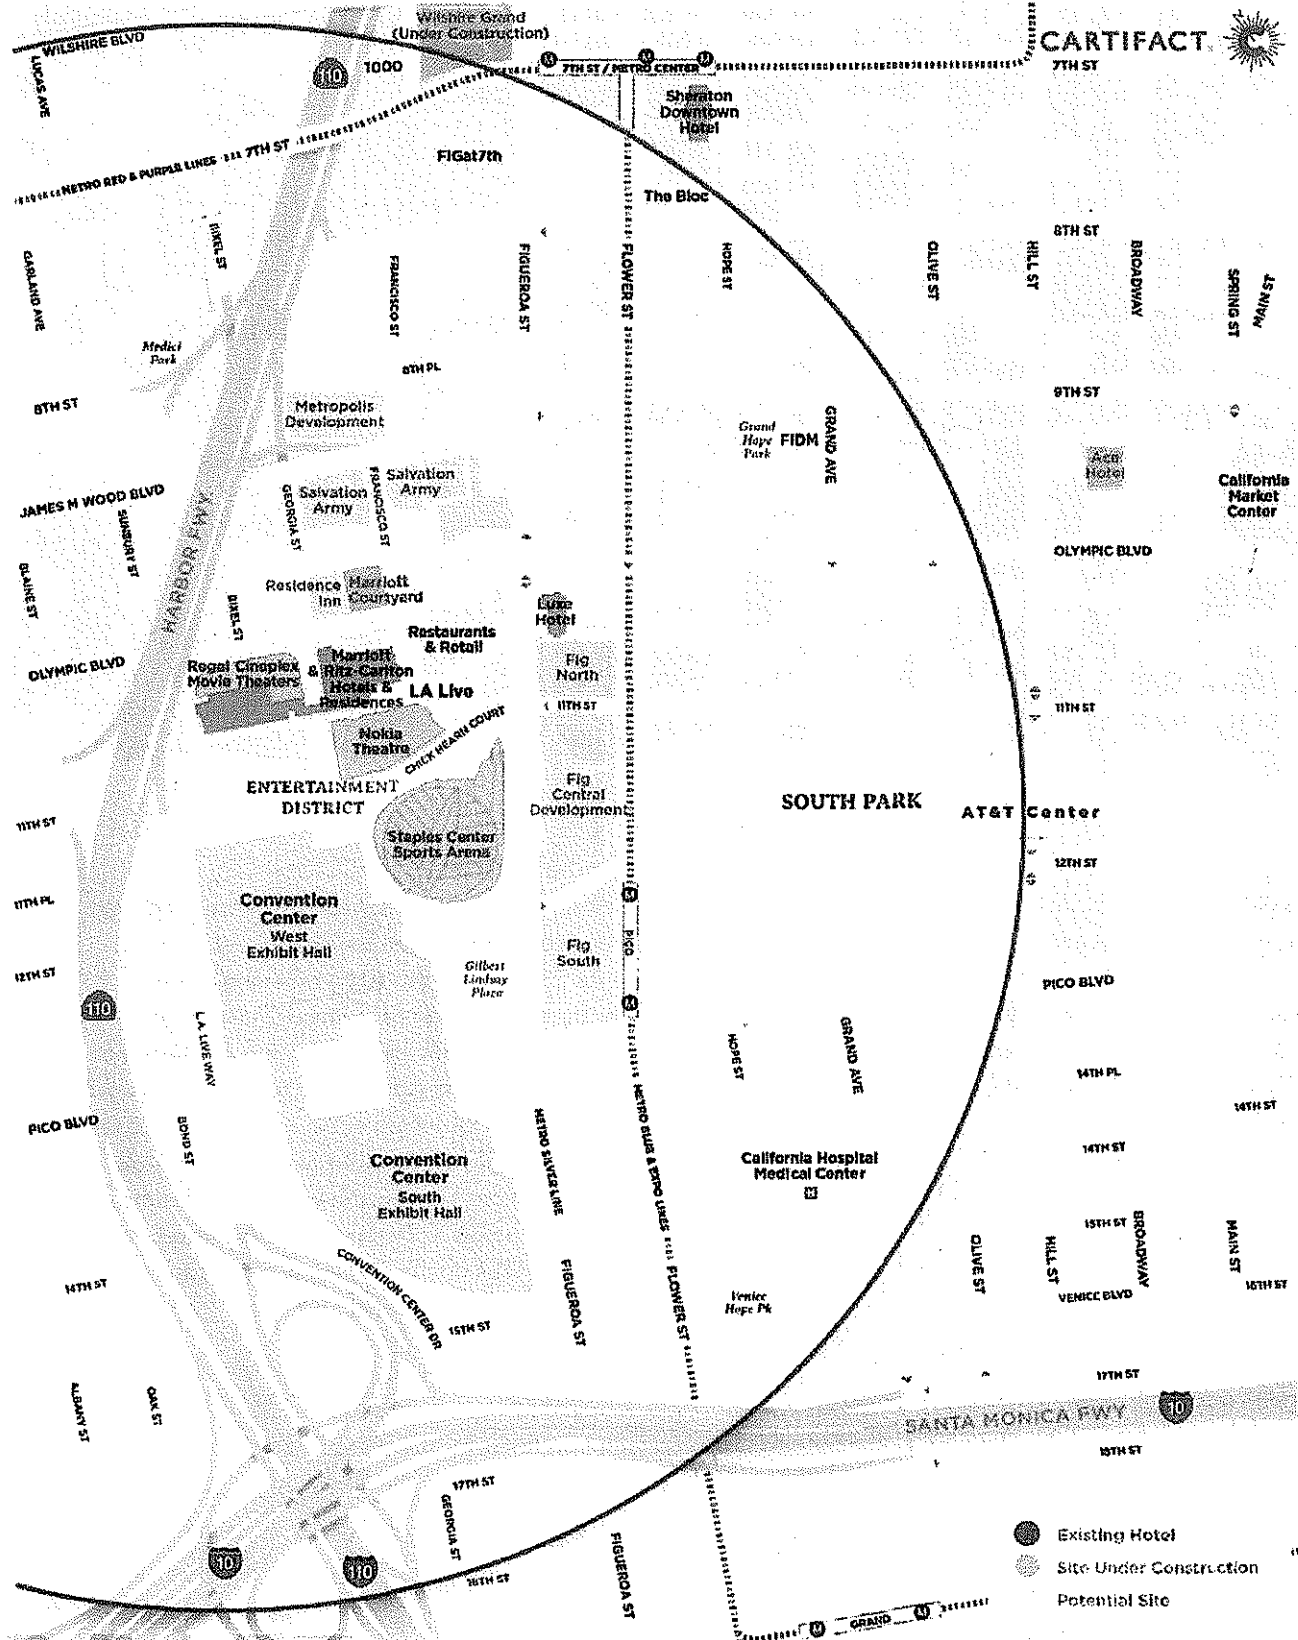 Wilshire Grand
(Under Construction)
WILSHIRE BLVD
CARTIFACT
LUCAS AVE
110
1000
M
M
M
7TH ST / METRO CENTER
7TH ST
Sheraton
Downtown
Hotel
METRO RED & PURPLE LINES
7TH ST
FIGat7th
The Bloc
BIXEL ST
8TH ST
GARLAND AVE
FRANCISCO ST
FIGUEROA ST
FLOWER ST
HOPE ST
OLIVE ST
HILL ST
BROADWAY
SPRING ST
MAIN ST
Medici
Park
8TH PL
8TH ST
9TH ST
Metropolis
Development
Grand
Hope
Park
FIDM
GRAND AVE
Ace
Hotel
California
Market
Center
JAMES M WOOD BLVD
SUNBURY ST
HARBOR FWY
GEORGIA ST
Salvation
Army
FRANCISCO ST
Salvation
Army
OLYMPIC BLVD
BLAINE ST
BIXEL ST
Residence
Inn
Marriott
Courtyard
Luxe
Hotel
Restaurants
& Retail
OLYMPIC BLVD
Regal Cineplex
Movie Theaters
Marriott
& Ritz-Carlton
Hotels &
Residences
LA Live
Fig
North
11TH ST
11TH ST
Nokia
Theatre
CHICK HEARN COURT
ENTERTAINMENT
DISTRICT
Fig
Central
Development
SOUTH PARK
AT&T Center
11TH ST
Staples Center
Sports Arena
12TH ST
11TH PL
Convention
Center
West
Exhibit Hall
M
PICO
M
Fig
South
Gilbert
Lindsay
Plaza
12TH ST
PICO BLVD
110
L.A. LIVE WAY
HOPE ST
GRAND AVE
14TH PL
14TH ST
PICO BLVD
BOND ST
METRO SILVER LINE
METRO BLUE & EXPO LINES
14TH ST
Convention
Center
South
Exhibit Hall
California Hospital
Medical Center
H
15TH ST
BROADWAY
MAIN ST
OLIVE ST
HILL ST
VENICE BLVD
16TH ST
14TH ST
CONVENTION CENTER DR
FIGUEROA ST
FLOWER ST
Venice
Hope Pk
15TH ST
17TH ST
ALBANY ST
OAK ST
SANTA MONICA FWY
10
18TH ST
17TH ST
GEORGIA ST
FIGUEROA ST
10
110
18TH ST
Existing Hotel
Site Under Construction
Potential Site
M
GRAND
M